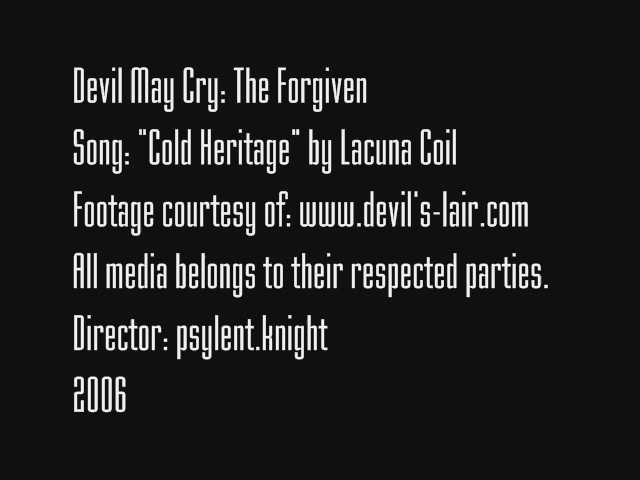 Devil May Cry: The Forgiven
Song: "Cold Heritage" by Lacuna Coil
Footage courtesy of: www.devil's-lair.com
All media belongs to their respected parties.
Director: psylent.knight
2006